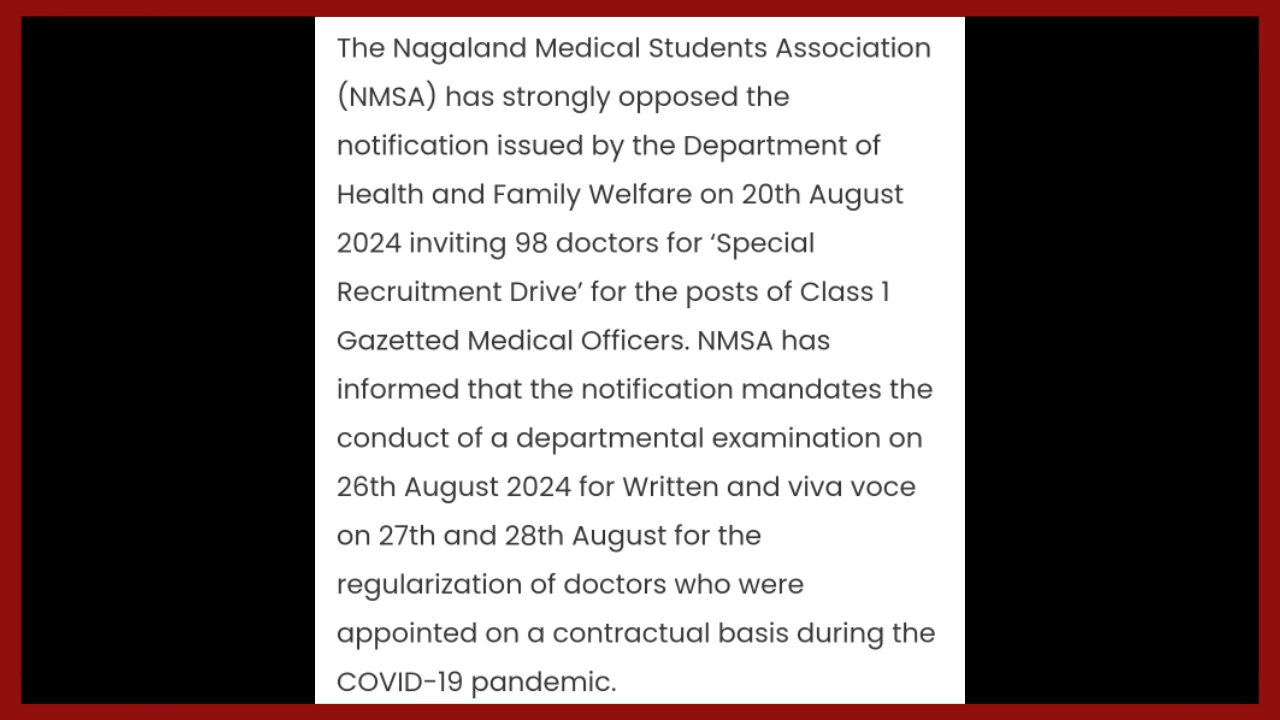 The Nagaland Medical Students Association
(NMSA) has strongly opposed the
notification issued by the Department of
Health and Family Welfare on 20th August
2024 inviting 98 doctors for ‘Special
Recruitment Drive’ for the posts of Class 1
Gazetted Medical Officers. NMSA has
informed that the notification mandates the
conduct of a departmental examination on
26th August 2024 for Written and viva voce
on 27th and 28th August for the
regularization of doctors who were
appointed on a contractual basis during the
COVID-19 pandemic.